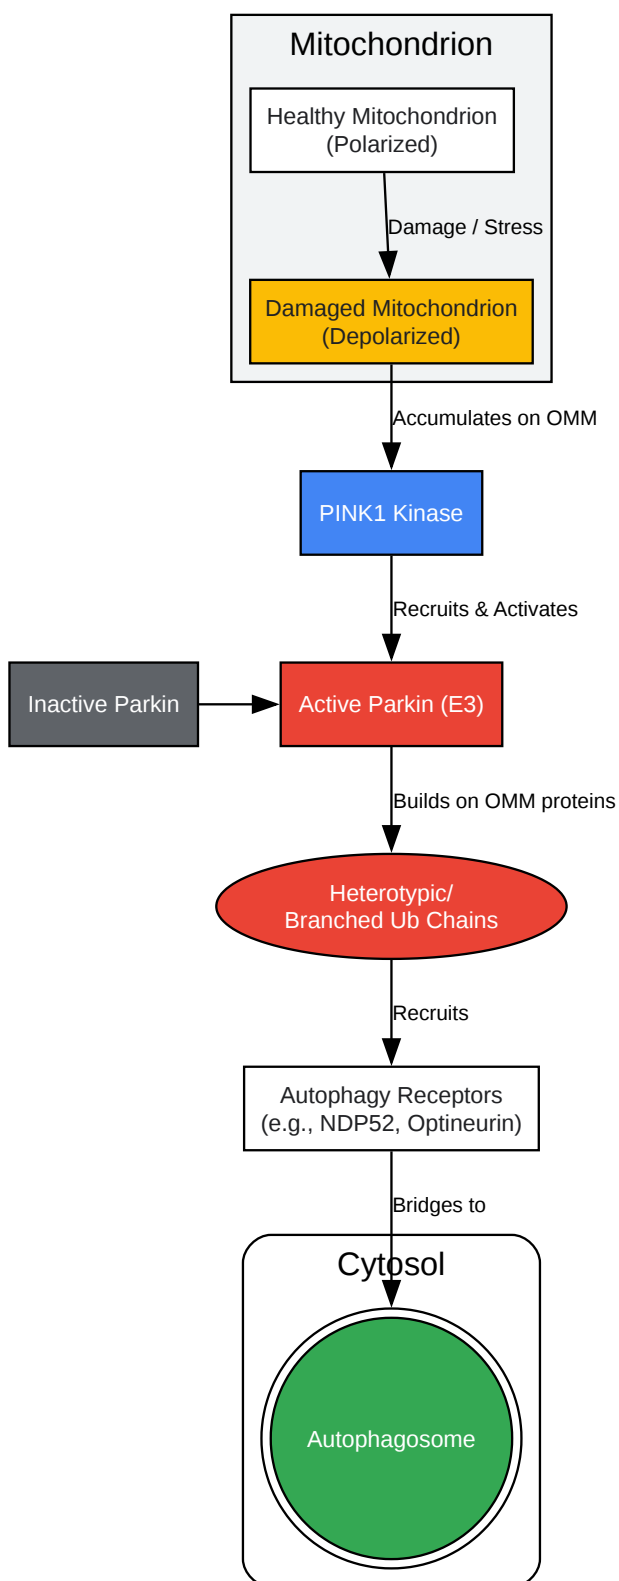 Mitochondrion
Healthy Mitochondrion
(Polarized)
Damage / Stress
Damaged Mitochondrion
(Depolarized)
Accumulates on OMM
PINK1 Kinase
Recruits & Activates
Inactive Parkin
Active Parkin (E3)
Builds on OMM proteins
Heterotypic/
Branched Ub Chains
Recruits
Autophagy Receptors
(e.g., NDP52, Optineurin)
Bridges to
Cytosol
Autophagosome